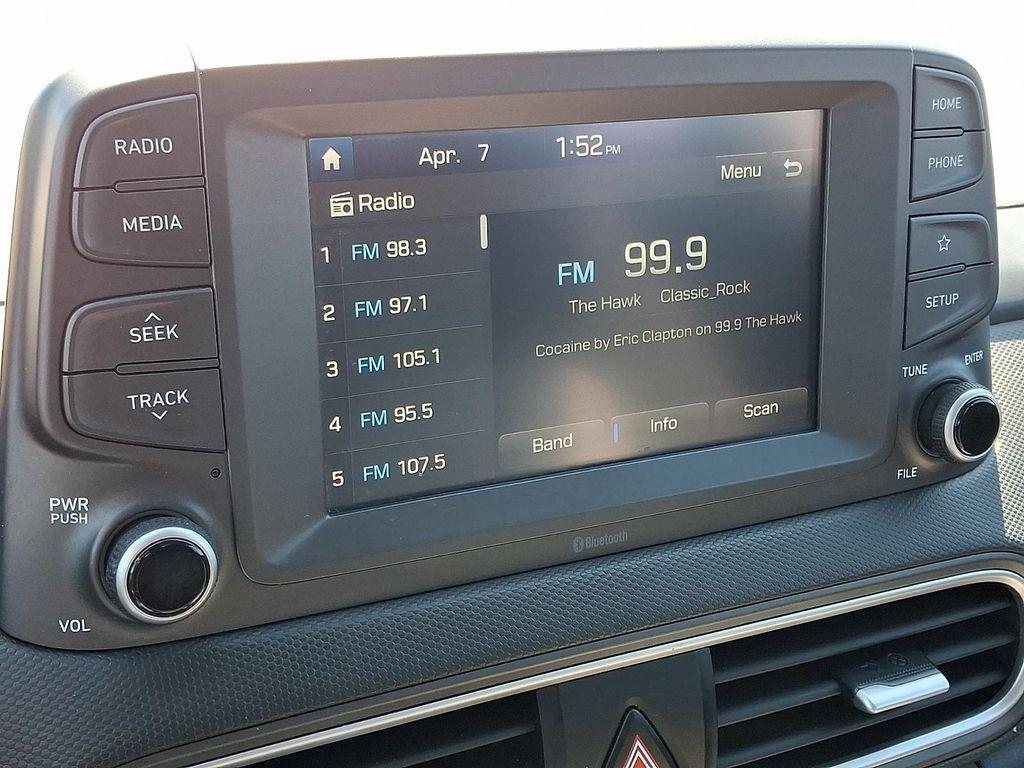 RADIO
MEDIA
SEEK
TRACK
PWR
PUSH
VOL
Apr. 7 1:52 PM
Menu
Radio
1 FM 98.3
2 FM 97.1
3 FM 105.1
4 FM 95.5
5 FM 107.5
FM 99.9
The Hawk Classic_Rock
Cocaine by Eric Clapton on 99.9 The Hawk
Band Info Scan
Bluetooth
HOME
PHONE
SETUP
TUNE
ENTER
FILE